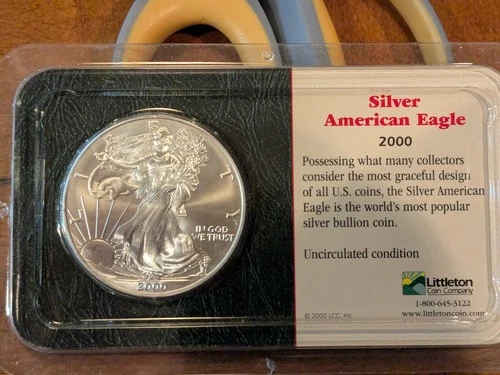 Silver
American Eagle
2000
Possessing what many collectors
consider the most graceful design
of all U.S. coins, the Silver American
Eagle is the world's most popular
silver bullion coin.
Uncirculated condition
Littleton
Coin Company
1-800-645-3122
www.littletoncoin.com
© 2000 LCC, Inc.
LIBERTY
IN GOD
WE TRUST
2000